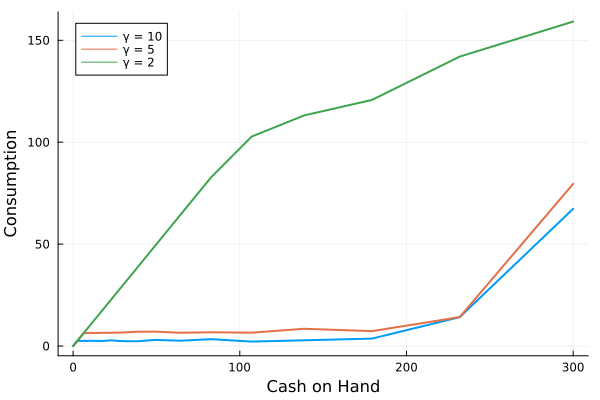 γ = 10
γ = 5
γ = 2
150
100
50
0
Consumption
0 100 200 300
Cash on Hand